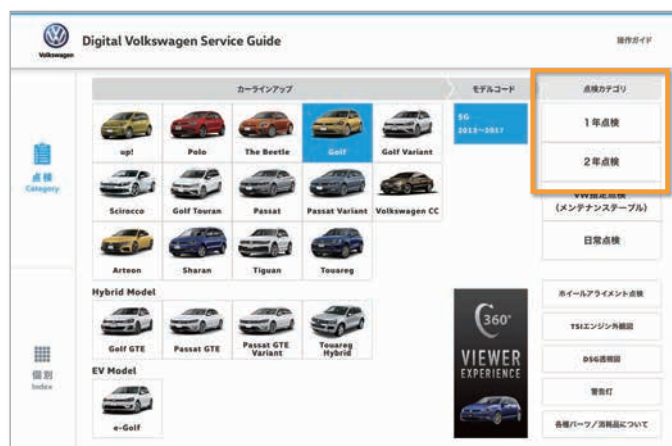 Volkswagen
Digital Volkswagen Service Guide
操作ガイド
カーラインアップ
モデルコード
点検カテゴリ
点検
Category
個別
Index
up!
Polo
The Beetle
Golf
Golf Variant
Scirocco
Golf Touran
Passat
Passat Variant
Volkswagen CC
Arteon
Sharan
Tiguan
Touareg
Hybrid Model
Golf GTE
Passat GTE
Passat GTE
Variant
Touareg
Hybrid
EV Model
e-Golf
5G
2013〜2017
360°
VIEWER
EXPERIENCE
1年点検
2年点検
VW指定点検
(メンテナンステーブル)
日常点検
ホイールアライメント点検
TSIエンジン外観図
DSG透視図
警告灯
各種パーツ/消耗品について